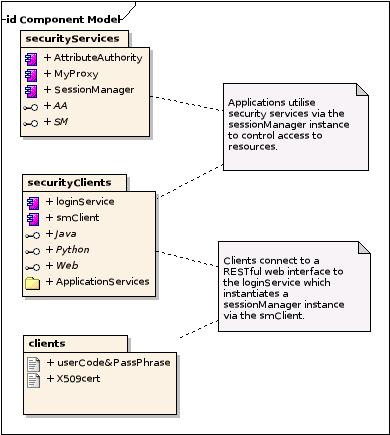 id Component Model
securityServices
+ AttributeAuthority
+ MyProxy
+ SessionManager
+ AA
+ SM
Applications utilise
security services via the
sessionManager instance
to control access to
resources.
securityClients
+ loginService
+ smClient
+ Java
+ Python
+ Web
+ ApplicationServices
Clients connect to a
RESTful web interface to
the loginService which
instantiates a
sessionManager instance
via the smClient.
clients
+ userCode&PassPhrase
+ X509cert